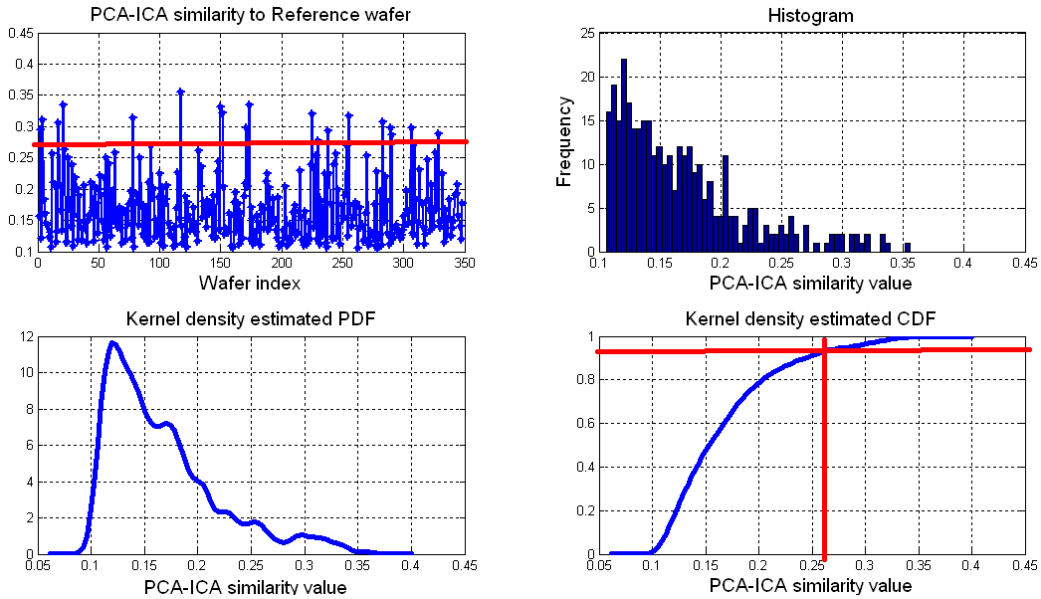 PCA-ICA similarity to Reference wafer
0.45
0.4
0.35
0.3
0.25
0.2
0.15
0.1
0 50 100 150 200 250 300 350
Wafer index
Histogram
Frequency
25
20
15
10
5
0
0.1 0.15 0.2 0.25 0.3 0.35 0.4 0.45
PCA-ICA similarity value
Kernel density estimated PDF
12
10
8
6
4
2
0
0.05 0.1 0.15 0.2 0.25 0.3 0.35 0.4 0.45
PCA-ICA similarity value
Kernel density estimated CDF
1
0.8
0.6
0.4
0.2
0
0.05 0.1 0.15 0.2 0.25 0.3 0.35 0.4 0.45
PCA-ICA similarity value